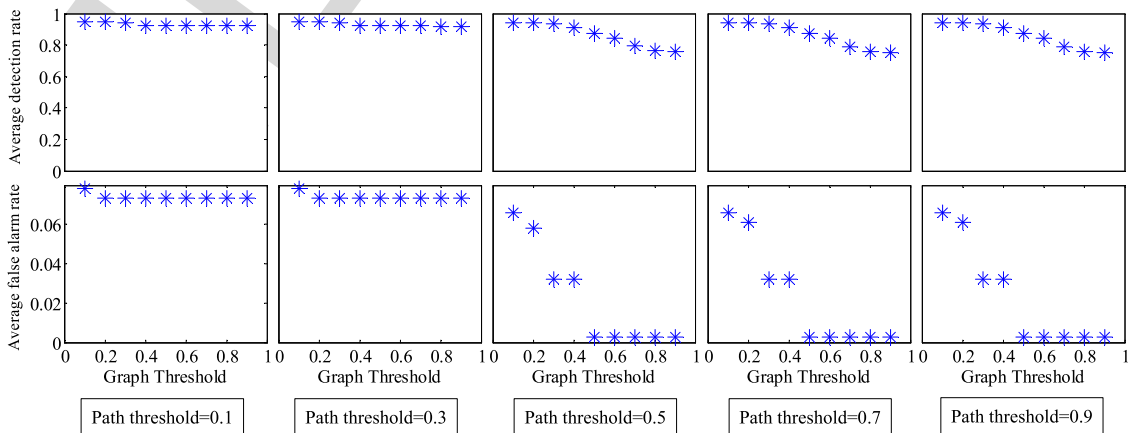 Average detection rate
1
0.8
0.6
0.4
0.2
0
Average false alarm rate
0.06
0.04
0.02
0
0 0.2 0.4 0.6 0.8 1
0 0.2 0.4 0.6 0.8 1
0 0.2 0.4 0.6 0.8 1
0 0.2 0.4 0.6 0.8 1
0 0.2 0.4 0.6 0.8 1
Graph Threshold Graph Threshold Graph Threshold Graph Threshold Graph Threshold
Path threshold=0.1 Path threshold=0.3 Path threshold=0.5 Path threshold=0.7 Path threshold=0.9